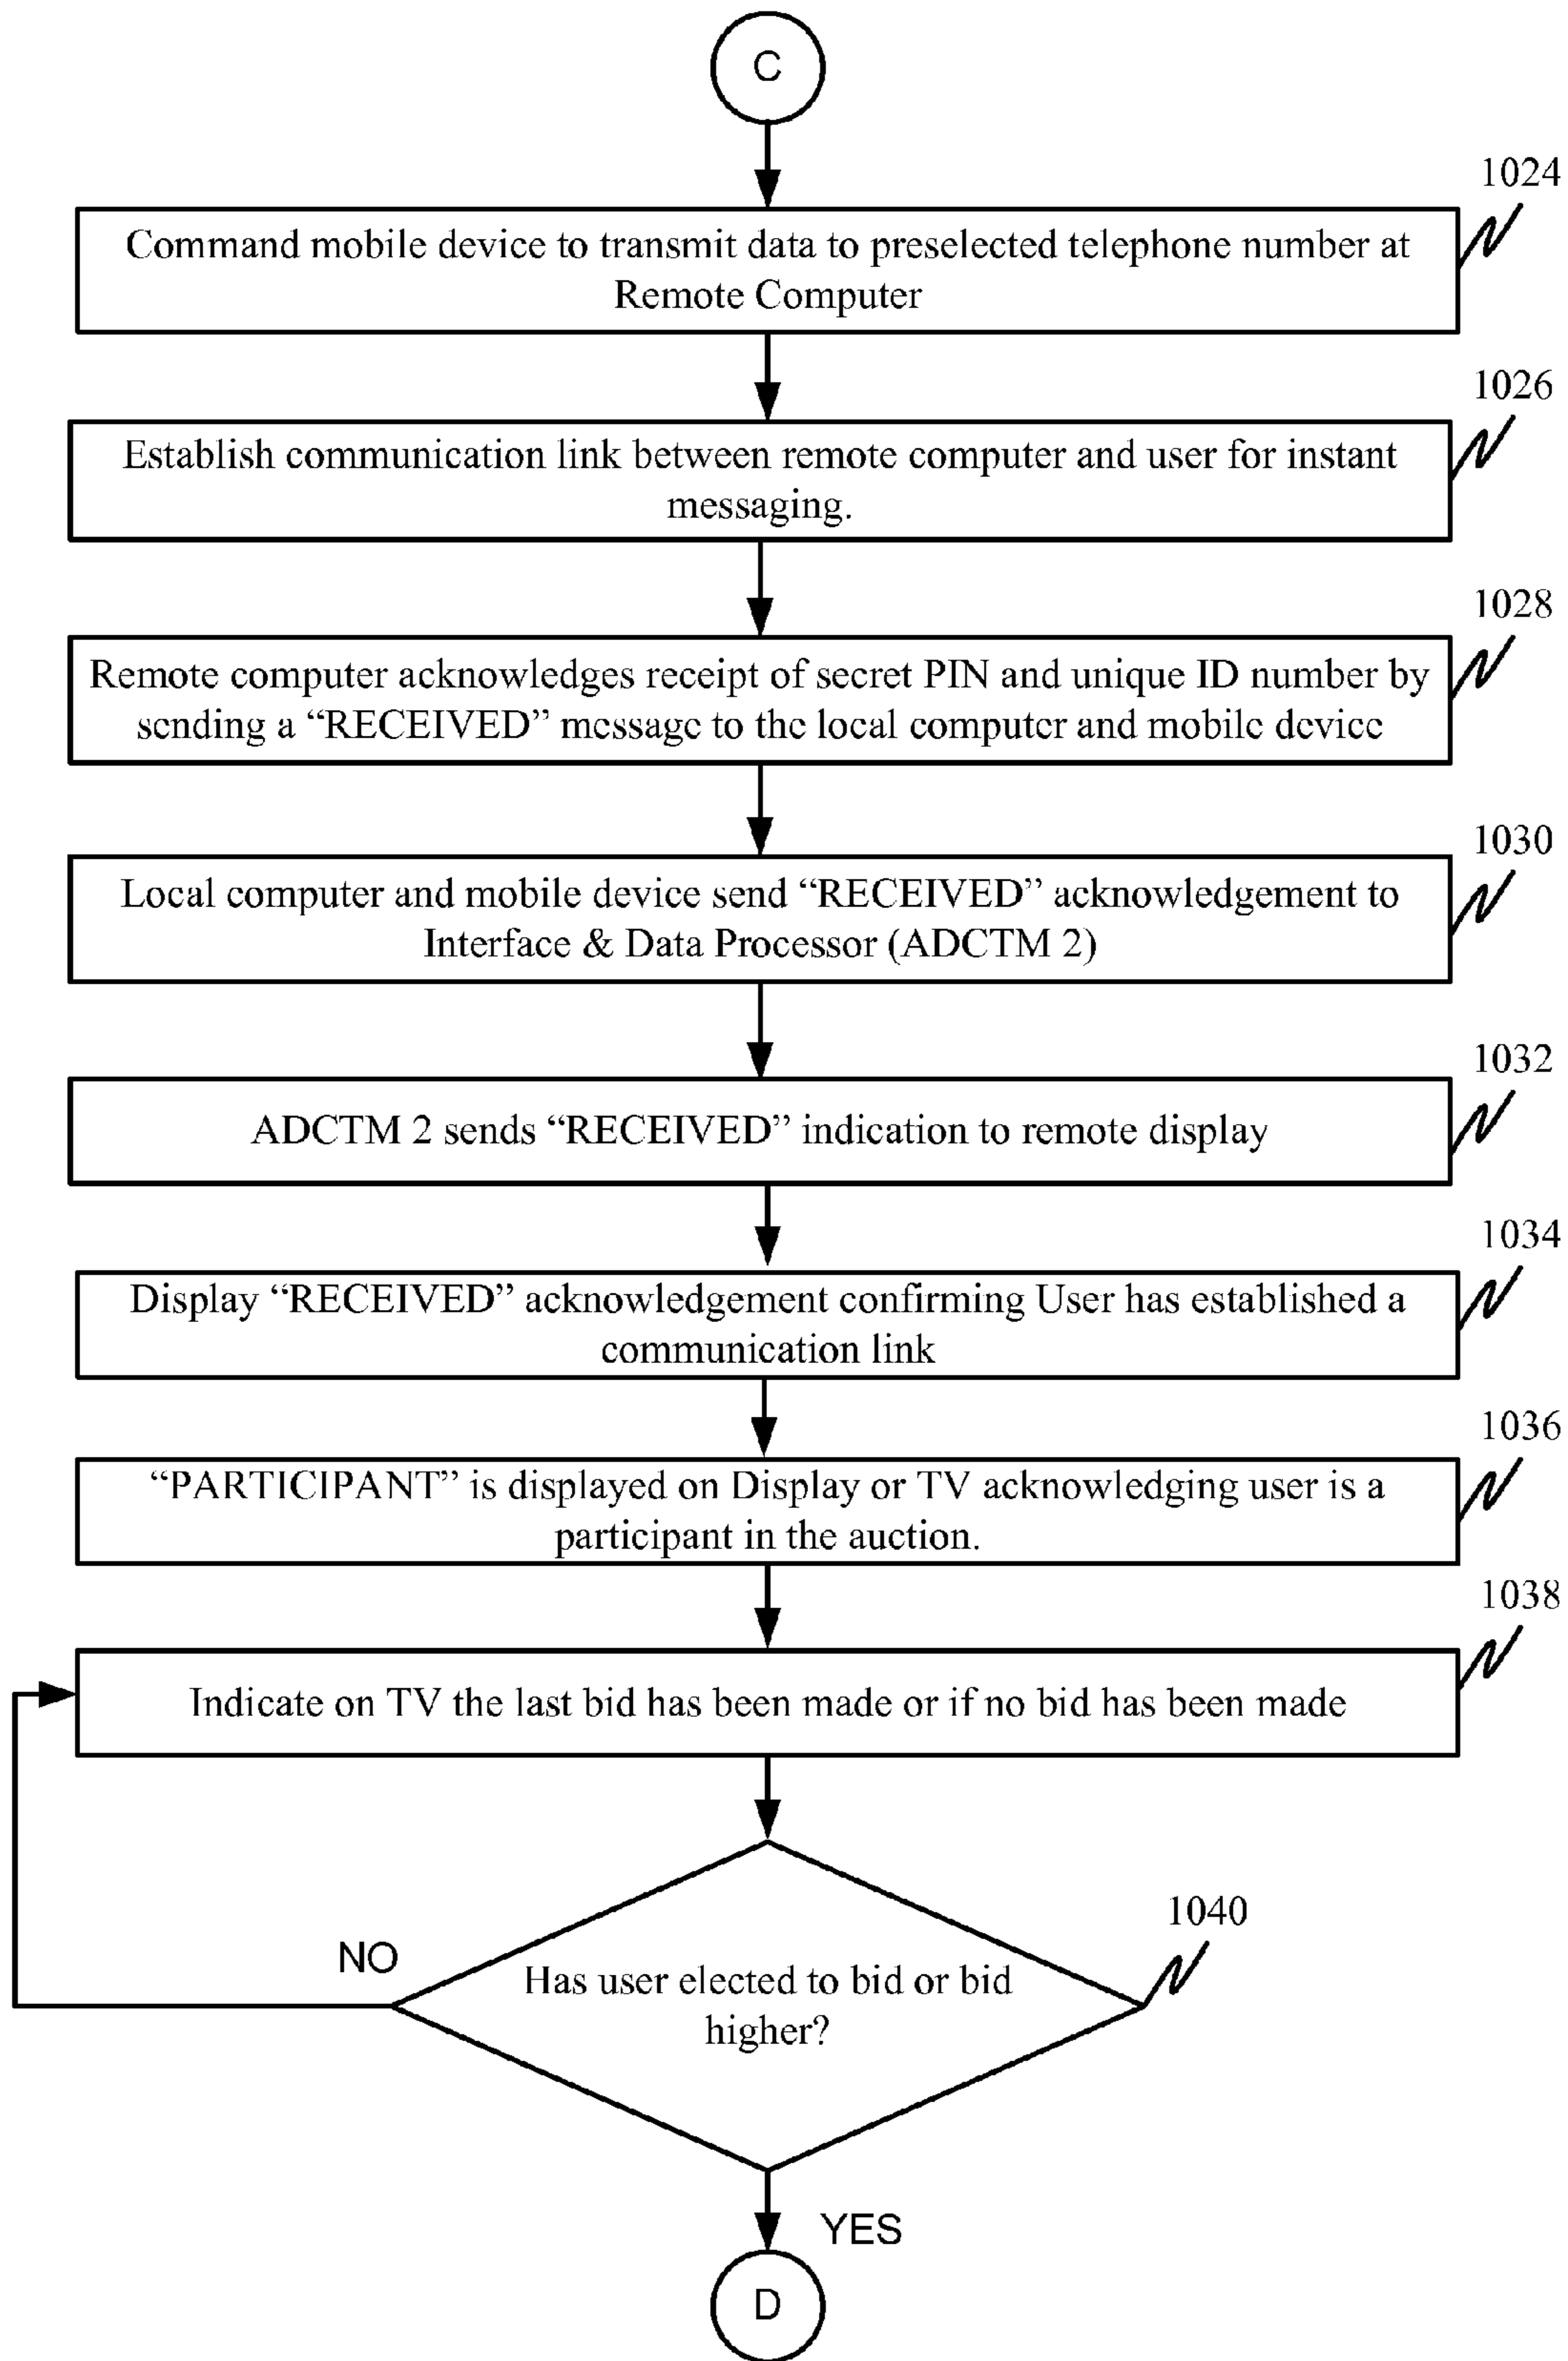 C
1024
Command mobile device to transmit data to preselected telephone number at
Remote Computer
1026
Establish communication link between remote computer and user for instant
messaging.
1028
Remote computer acknowledges receipt of secret PIN and unique ID number by
sending a “RECEIVED” message to the local computer and mobile device
1030
Local computer and mobile device send “RECEIVED” acknowledgement to
Interface & Data Processor (ADCTM 2)
1032
ADCTM 2 sends “RECEIVED” indication to remote display
1034
Display “RECEIVED” acknowledgement confirming User has established a
communication link
1036
“PARTICIPANT” is displayed on Display or TV acknowledging user is a
participant in the auction.
1038
Indicate on TV the last bid has been made or if no bid has been made
1040
NO
Has user elected to bid or bid
higher?
YES
D